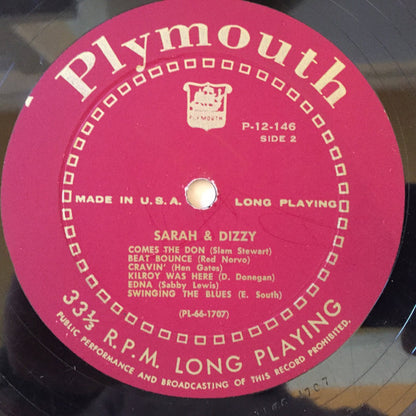 Plymouth
PLYMOUTH
P-12-146
SIDE 2
MADE IN U.S.A. LONG PLAYING
SARAH & DIZZY
COMES THE DON (Slam Stewart)
BEAT BOUNCE (Red Norvo)
CRAVIN' (Hen Gates)
KILROY WAS HERE (D. Donegan)
EDNA (Sabby Lewis)
SWINGING THE BLUES (E. South)
(PL-66-1707)
33⅓ R.P.M. LONG PLAYING
PUBLIC PERFORMANCE AND BROADCASTING OF THIS RECORD PROHIBITED.